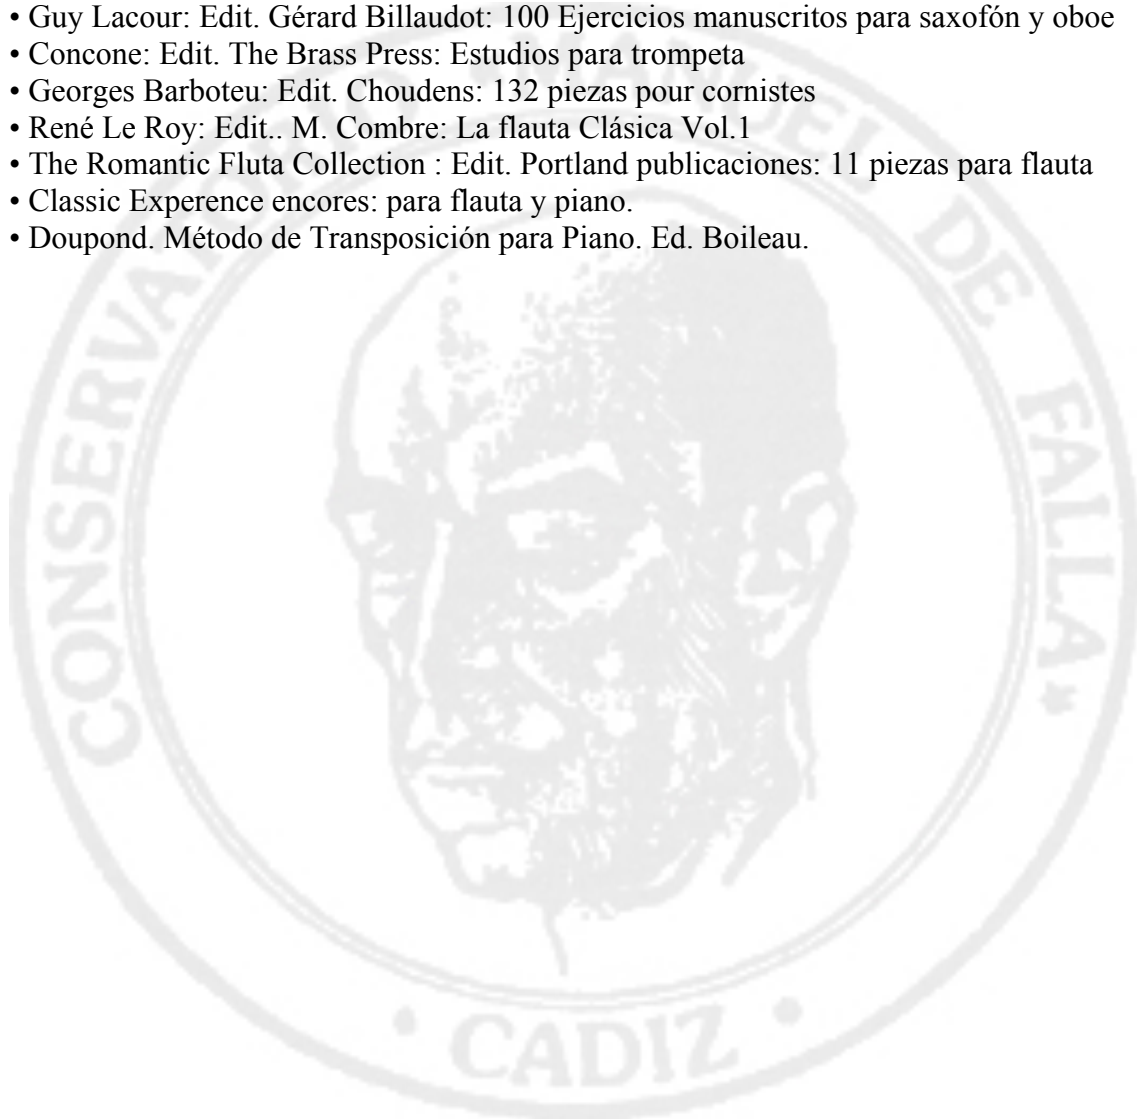 • Guy Lacour: Edit. Gérard Billaudot: 100 Ejercicios manuscritos para saxofón y oboe
• Concone: Edit. The Brass Press: Estudios para trompeta
• Georges Barboteu: Edit. Choudens: 132 piezas pour cornistes
• René Le Roy: Edit.. M. Combre: La flauta Clásica Vol.1
• The Romantic Fluta Collection : Edit. Portland publicaciones: 11 piezas para flauta
• Classic Experence encores: para flauta y piano.
• Doupond. Método de Transposición para Piano. Ed. Boileau.
CONSERVATORIO "MANUEL DE FALLA"
• CADIZ •